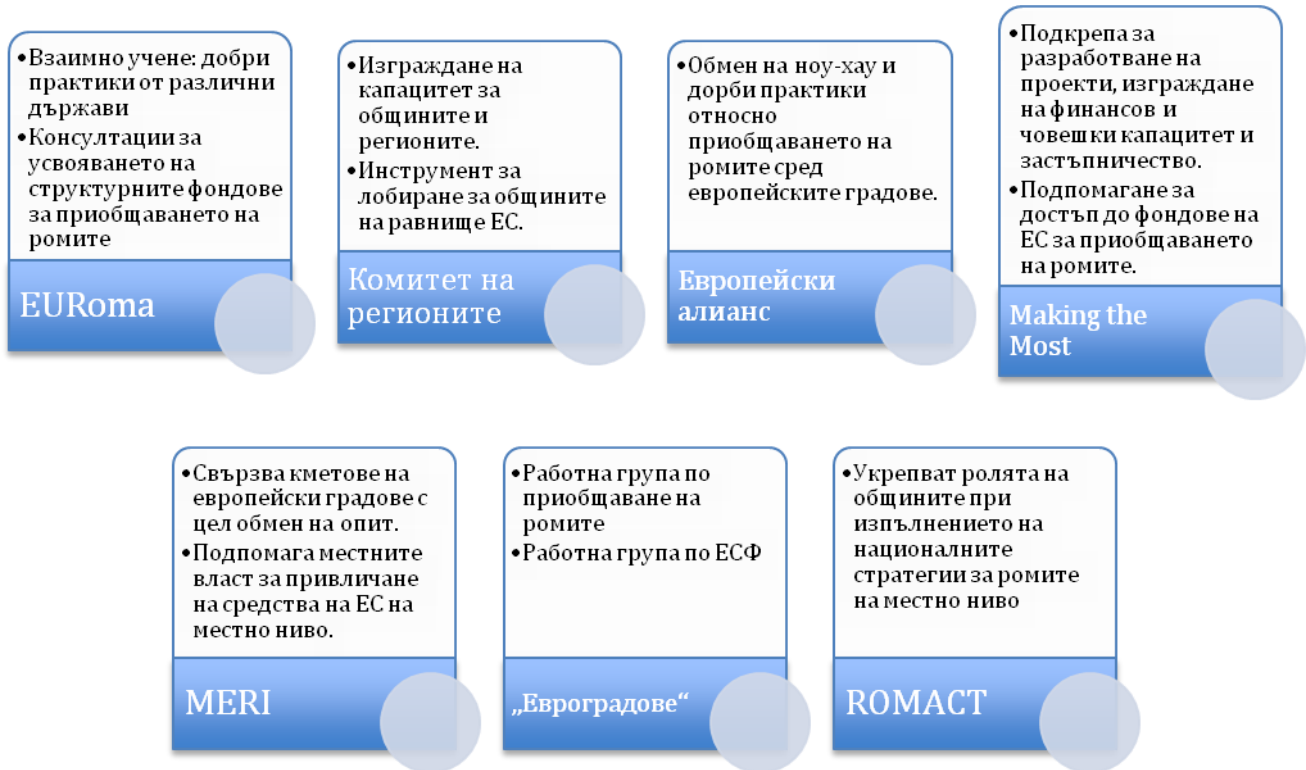 •Взаимно учене: добри
практики от различни
държави
•Консултации за
усвояването на
структурните фондове
за приобщаването на
ромите
EURoma
•Изграждане на
капацитет за
общините и
регионите.
•Инструмент за
лобиране за общините
на равнище ЕС.
Комитет на
регионите
•Обмен на ноу-хау и
дорби практики
относно
приобщаването на
ромите сред
европейските градове.
Европейски
алианс
•Подкрепа за
разработване на
проекти, изграждане
на финансов и
човешки капацитет и
застъпничество.
•Подпомагане за
достъп до фондове на
ЕС за приобщаването
на ромите.
Making the
Most
•Свързва кметове на
европейски градове с
цел обмен на опит.
•Подпомага местните
власт за привличане
на средства на ЕС на
местно ниво.
MERI
•Работна група по
приобщаване на
ромите
•Работна група по ЕСФ
„Евроградове“
•Укрепват ролята на
общините при
изпълнението на
националните
стратегии за ромите
на местно ниво
ROMACT